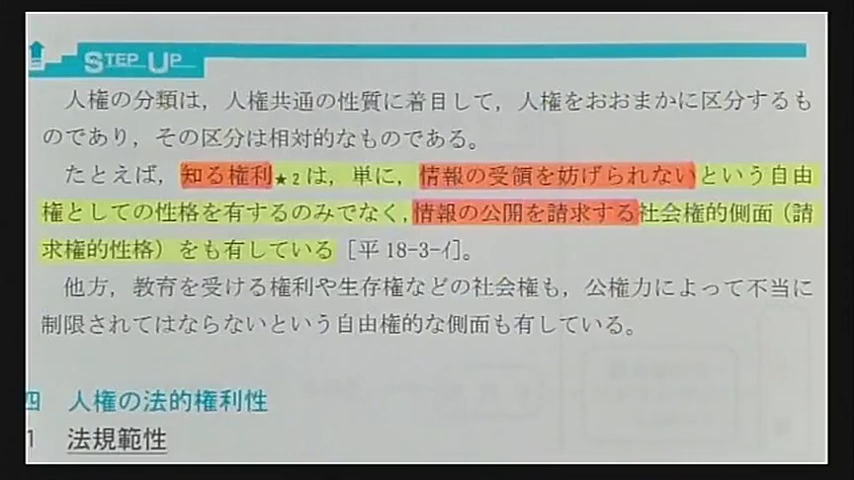 STEP UP
人権の分類は，人権共通の性質に着目して，人権をおおまかに区分するも
のであり，その区分は相対的なものである。
たとえば，知る権利★2は，単に，情報の受領を妨げられないという自由
権としての性格を有するのみでなく，情報の公開を請求する社会権的側面（請
求権的性格）をも有している［平18-3-ｲ］。
他方，教育を受ける権利や生存権などの社会権も，公権力によって不当に
制限されてはならないという自由権的な側面も有している。
四 人権の法的権利性
1 法規範性